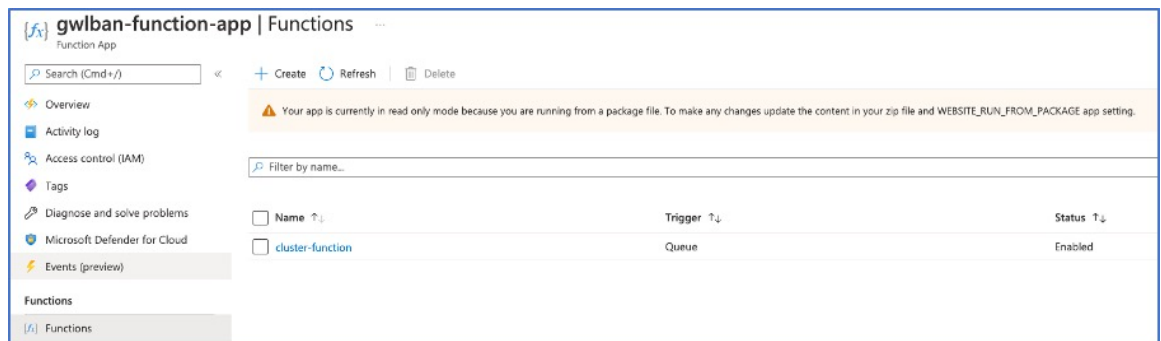 gwlban-function-app | Functions ...
Function App
Search (Cmd+/)
«
Create Refresh Delete
Overview
Activity log
Access control (IAM)
Tags
Diagnose and solve problems
Microsoft Defender for Cloud
Events (preview)
Functions
Functions
Your app is currently in read only mode because you are running from a package file. To make any changes update the content in your zip file and WEBSITE_RUN_FROM_PACKAGE app setting.
Filter by name...
Name ↑↓ Trigger ↑↓ Status ↑↓
cluster-function Queue Enabled